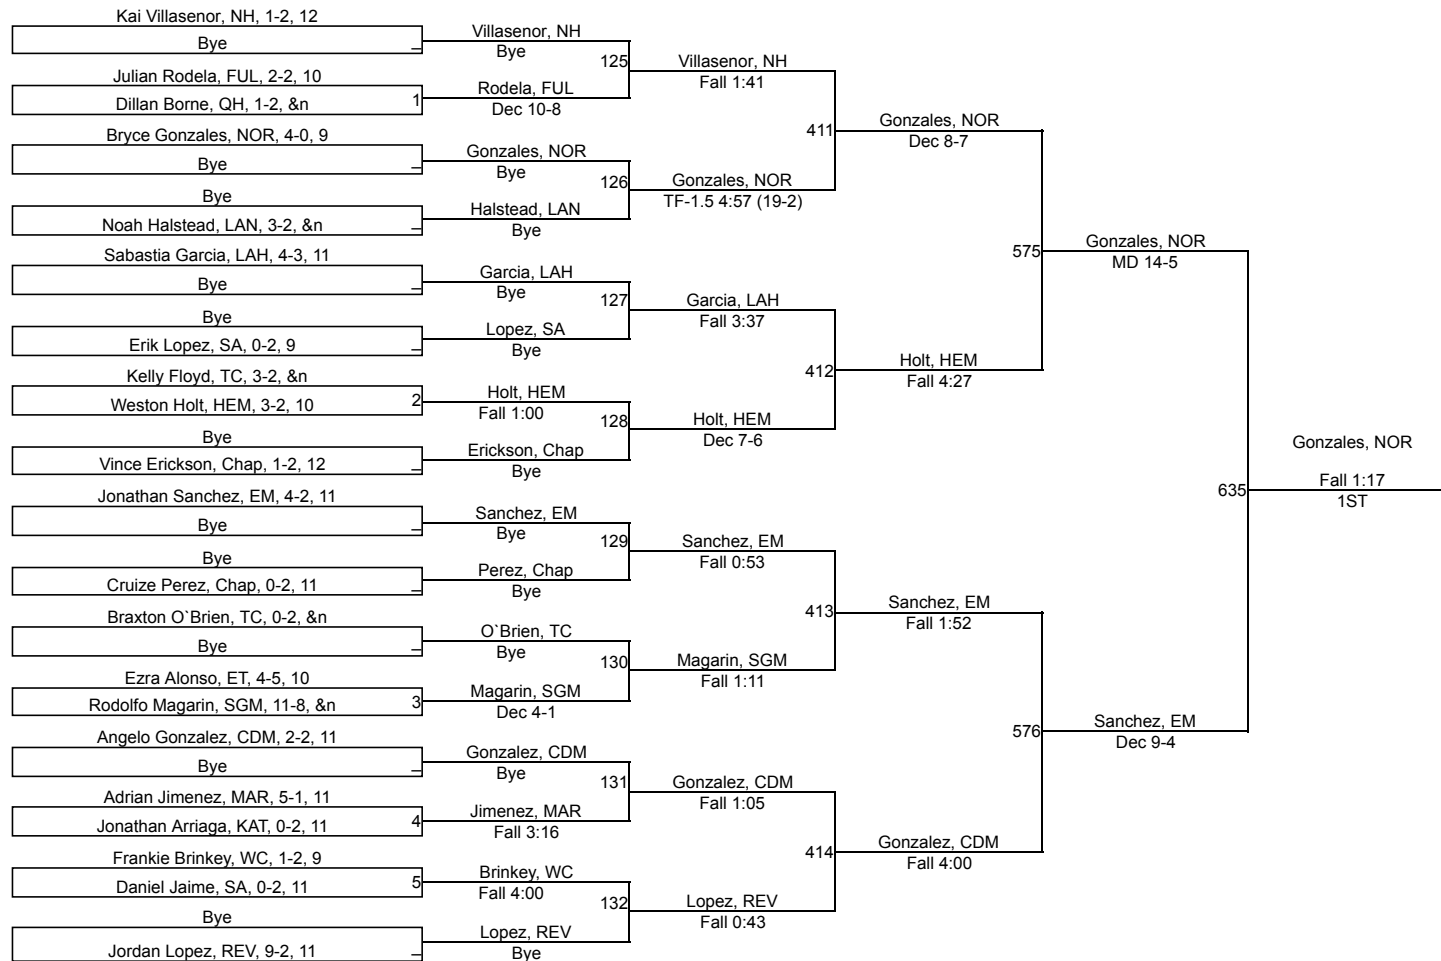 Kai Villasenor, NH, 1-2, 12
Bye
_
Julian Rodela, FUL, 2-2, 10
Dillan Borne, QH, 1-2, &n
1
Bryce Gonzales, NOR, 4-0, 9
Bye
_
Bye
Noah Halstead, LAN, 3-2, &n
_
Sabastia Garcia, LAH, 4-3, 11
Bye
_
Bye
Erik Lopez, SA, 0-2, 9
_
Kelly Floyd, TC, 3-2, &n
Weston Holt, HEM, 3-2, 10
2
Bye
Vince Erickson, Chap, 1-2, 12
_
Jonathan Sanchez, EM, 4-2, 11
Bye
_
Bye
Cruize Perez, Chap, 0-2, 11
_
Braxton O`Brien, TC, 0-2, &n
Bye
_
Ezra Alonso, ET, 4-5, 10
Rodolfo Magarin, SGM, 11-8, &n
3
Angelo Gonzalez, CDM, 2-2, 11
Bye
_
Adrian Jimenez, MAR, 5-1, 11
Jonathan Arriaga, KAT, 0-2, 11
4
Frankie Brinkey, WC, 1-2, 9
Daniel Jaime, SA, 0-2, 11
5
Bye
Jordan Lopez, REV, 9-2, 11
_
Villasenor, NH
Bye
125
Rodela, FUL
Dec 10-8
Gonzales, NOR
Bye
126
Halstead, LAN
Bye
Garcia, LAH
Bye
127
Lopez, SA
Bye
Holt, HEM
Fall 1:00
128
Erickson, Chap
Bye
Sanchez, EM
Bye
129
Perez, Chap
Bye
O`Brien, TC
Bye
130
Magarin, SGM
Dec 4-1
Gonzalez, CDM
Bye
131
Jimenez, MAR
Fall 3:16
Brinkey, WC
Fall 4:00
132
Lopez, REV
Bye
Villasenor, NH
Fall 1:41
411
Gonzales, NOR
TF-1.5 4:57 (19-2)
Garcia, LAH
Fall 3:37
412
Holt, HEM
Dec 7-6
Sanchez, EM
Fall 0:53
413
Magarin, SGM
Fall 1:11
Gonzalez, CDM
Fall 1:05
414
Lopez, REV
Fall 0:43
Gonzales, NOR
Dec 8-7
575
Holt, HEM
Fall 4:27
Sanchez, EM
Fall 1:52
576
Gonzalez, CDM
Fall 4:00
Gonzales, NOR
MD 14-5
635
Sanchez, EM
Dec 9-4
Gonzales, NOR
Fall 1:17
1ST